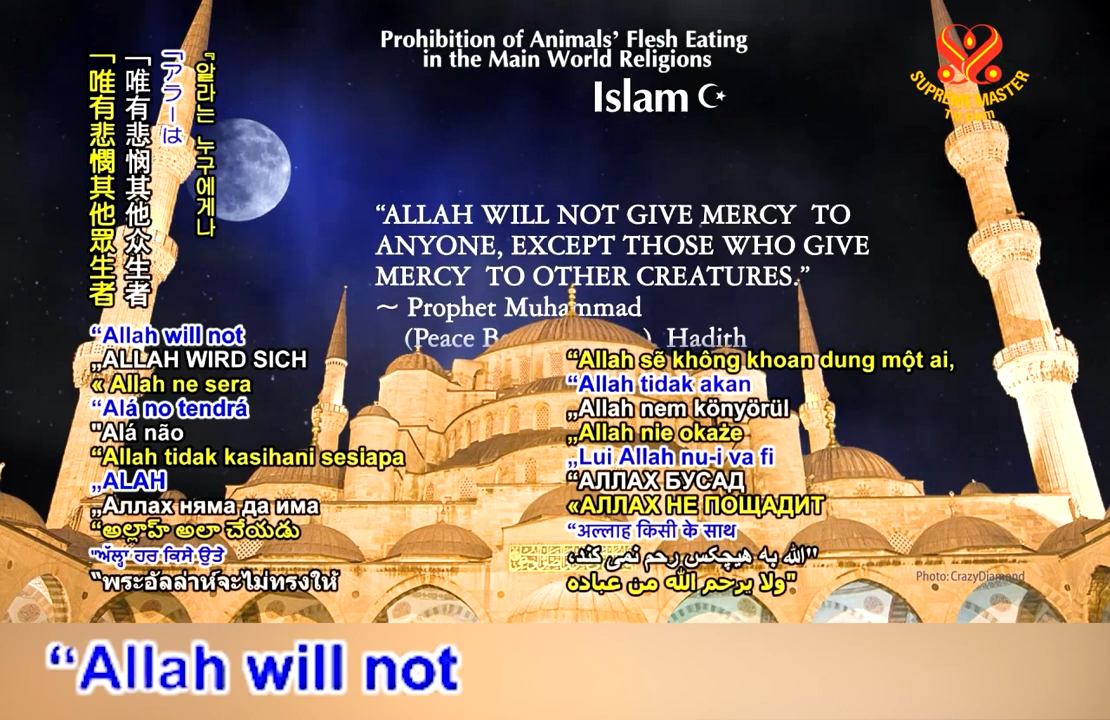 Prohibition of Animals' Flesh Eating
in the Main World Religions
Islam
SUPREME MASTER
TV.com
『알라는 누구에게나
「アラーは
「唯有悲悯其他众生者
「唯有悲憫其他眾生者
“ALLAH WILL NOT GIVE MERCY TO
ANYONE, EXCEPT THOSE WHO GIVE
MERCY TO OTHER CREATURES.”
~ Prophet Muhammad
(Peace B ), Hadith
“Allah will not
„ALLAH WIRD SICH
« Allah ne sera
“Alá no tendrá
"Alá não
“Allah tidak kasihani sesiapa
„ALAH
„Аллах няма да има
“అల్లాహ్ అలా చేయడు
"ਅੱਲ੍ਹਾ ਹਰ ਕਿਸੇ ਉਤੇ
“พระอัลล่าห์จะไม่ทรงให้
“Allah sẽ không khoan dung một ai,
“Allah tidak akan
„Allah nem könyörül
„Allah nie okaże
„Lui Allah nu-i va fi
“АЛЛАХ БУСАД
«АЛЛАХ НЕ ПОЩАДИТ
“अल्लाह किसी के साथ
"الله به هیچکس رحم نمی کند،
"ولا يرحم الله من عباده
Photo: CrazyDiamond
“Allah will not